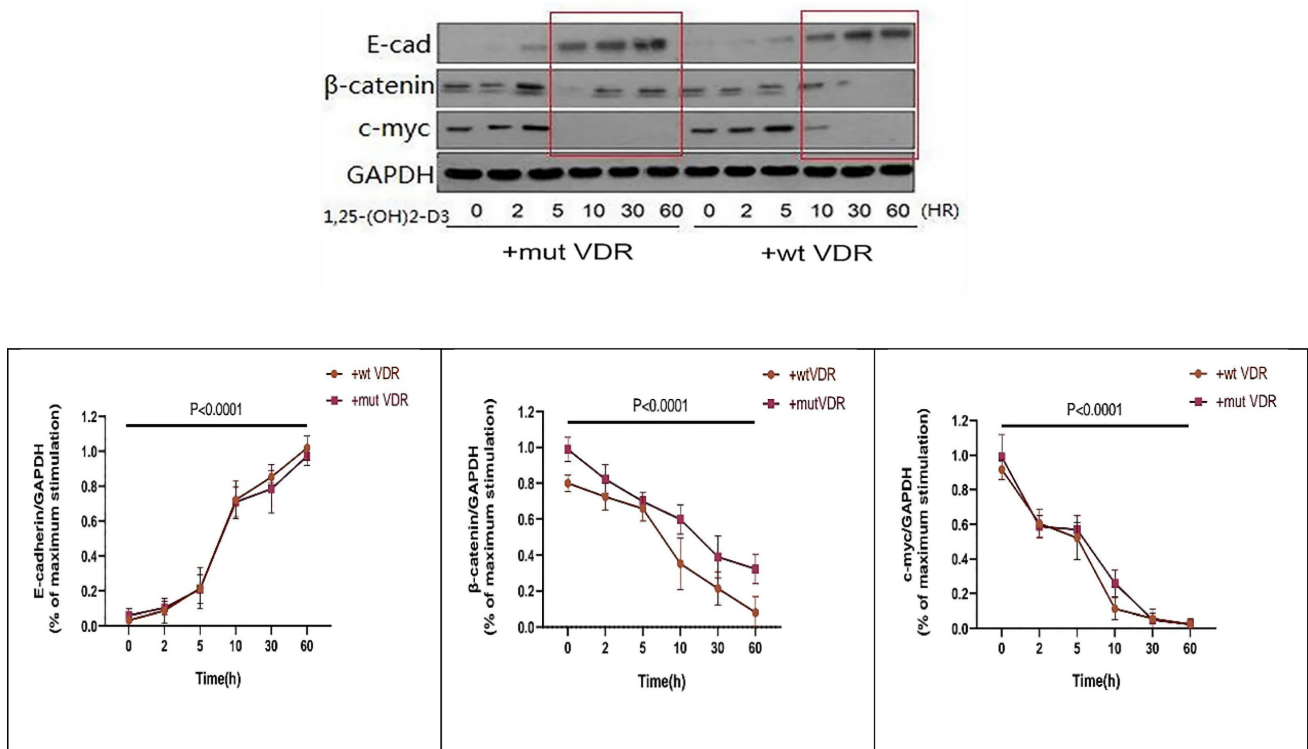 E-cad
β-catenin
c-myc
GAPDH
1,25-(OH)2-D3 0 2 5 10 30 60 0 2 5 10 30 60 (HR)
+mut VDR +wt VDR
+wt VDR
+mut VDR
P<0.0001
E-cadherin/GAPDH
(% of maximum stimulation)
1.2
1.0
0.8
0.6
0.4
0.2
0.0
0 2 5 10 30 60
Time(h)
+wtVDR
+mutVDR
P<0.0001
β-catenin/GAPDH
(% of maximum stimulation)
1.2
1.0
0.8
0.6
0.4
0.2
0.0
0 2 5 10 30 60
Time(h)
+wt VDR
+mut VDR
P<0.0001
c-myc/GAPDH
(% of maximum stimulation)
1.2
1.0
0.8
0.6
0.4
0.2
0.0
0 2 5 10 30 60
Time(h)